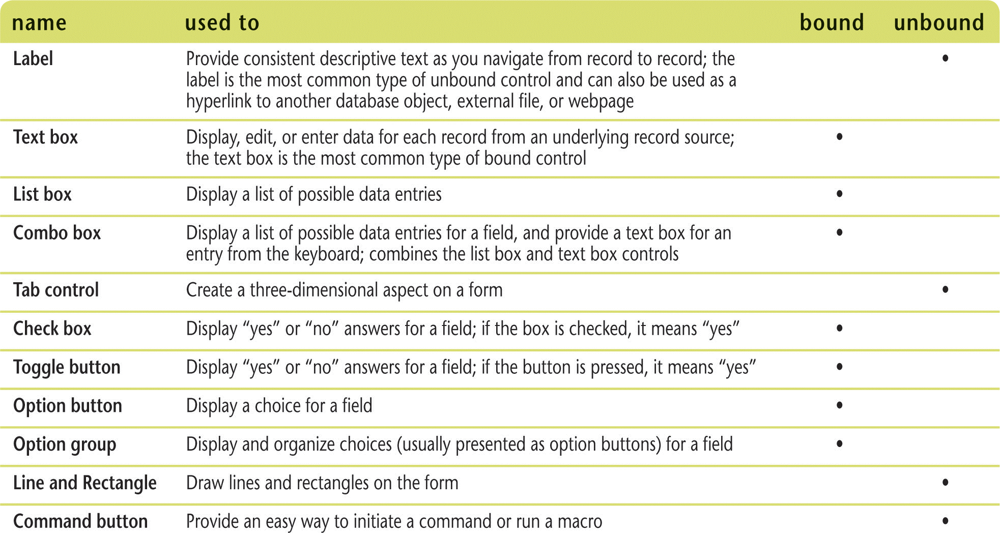 name used to bound unbound
Label Provide consistent descriptive text as you navigate from record to record; the •
label is the most common type of unbound control and can also be used as a
hyperlink to another database object, external file, or webpage
Text box Display, edit, or enter data for each record from an underlying record source; •
the text box is the most common type of bound control
List box Display a list of possible data entries •
Combo box Display a list of possible data entries for a field, and provide a text box for an •
entry from the keyboard; combines the list box and text box controls
Tab control Create a three-dimensional aspect on a form •
Check box Display “yes” or “no” answers for a field; if the box is checked, it means “yes” •
Toggle button Display “yes” or “no” answers for a field; if the button is pressed, it means “yes” •
Option button Display a choice for a field •
Option group Display and organize choices (usually presented as option buttons) for a field •
Line and Rectangle Draw lines and rectangles on the form •
Command button Provide an easy way to initiate a command or run a macro •